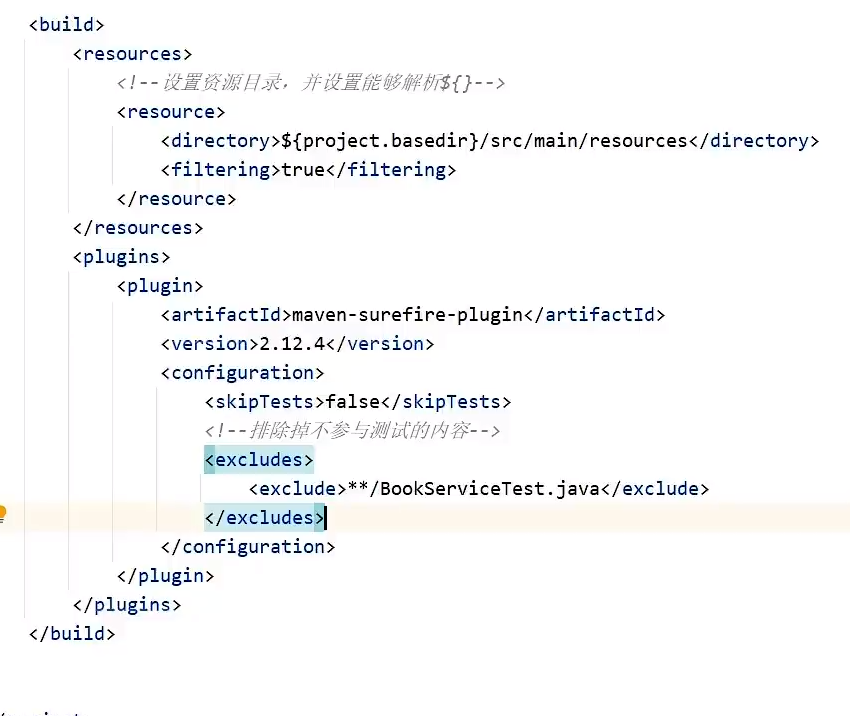 <build>
<resources>
<!--设置资源目录，并设置能够解析${}-->
<resource>
<directory>${project.basedir}/src/main/resources</directory>
<filtering>true</filtering>
</resource>
</resources>
<plugins>
<plugin>
<artifactId>maven-surefire-plugin</artifactId>
<version>2.12.4</version>
<configuration>
<skipTests>false</skipTests>
<!--排除掉不参与测试的内容-->
<excludes>
<exclude>**/BookServiceTest.java</exclude>
</excludes>
</configuration>
</plugin>
</plugins>
</build>